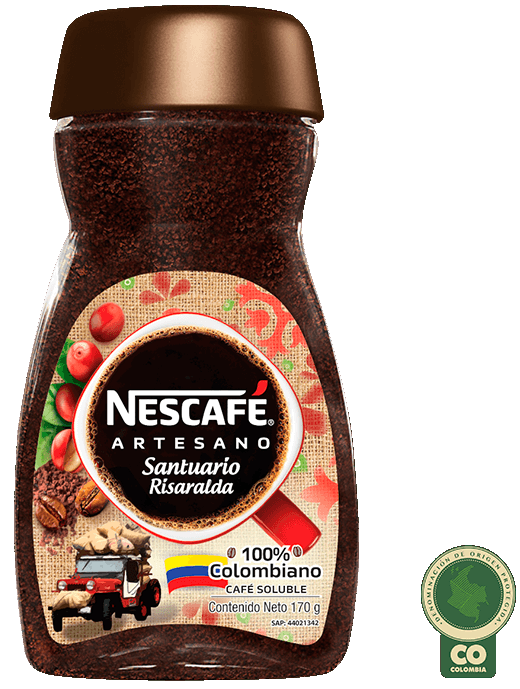 NESCAFÉ®
ARTESANO
Santuario
Risaralda
100%
Colombiano
CAFÉ SOLUBLE
Contenido Neto 170 g
SAP: 44021342
DENOMINACIÓN DE ORIGEN PROTEGIDA
CO
COLOMBIA